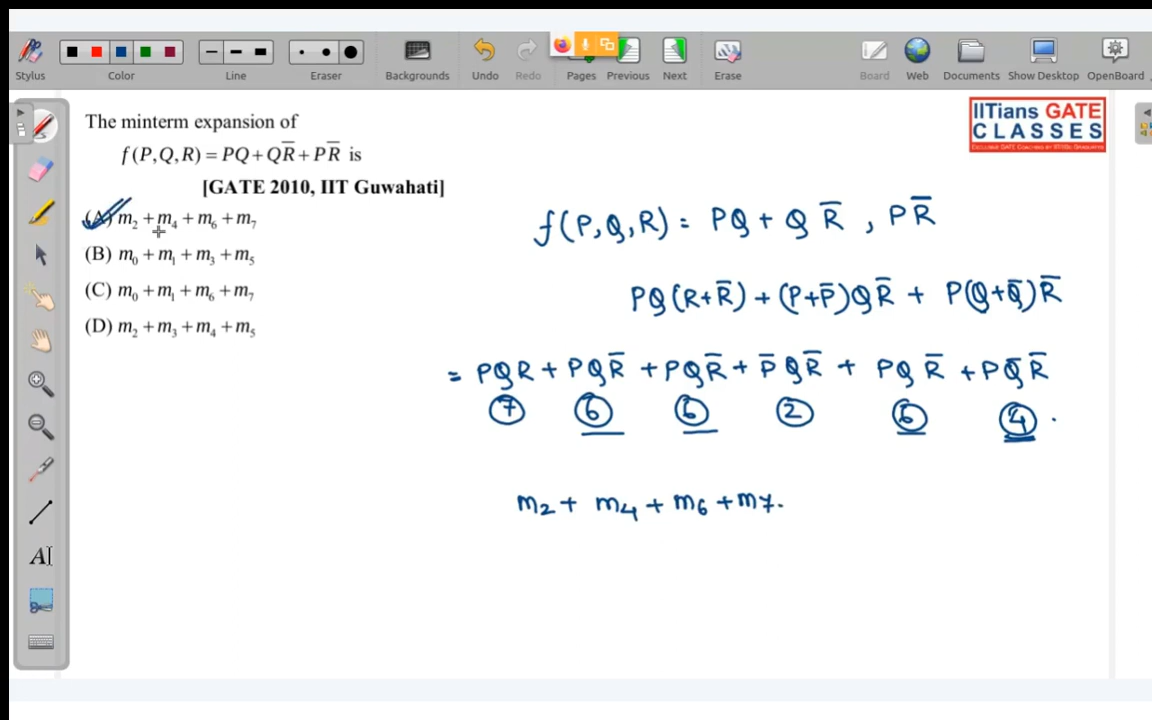 Stylus Color Line Eraser Backgrounds Undo Redo Pages Previous Next Erase Board Web Documents Show Desktop OpenBoard
The minterm expansion of
f(P,Q,R) = PQ + QR̅ + PR̅ is
[GATE 2010, IIT Guwahati]
(A) m₂ + m₄ + m₆ + m₇
(B) m₀ + m₁ + m₃ + m₅
(C) m₀ + m₁ + m₆ + m₇
(D) m₂ + m₃ + m₄ + m₅
IITians GATE
CLASSES
f(P,Q,R) = PQ + QR̅ , PR̅
PQ(R+R̅) + (P+P̅)QR̅ + P(Q+Q̅)R̅
= PQR + PQR̅ + PQR̅ + P̅QR̅ + PQR̅ + PQ̅R̅
7 6 6 2 6 4 .
m₂ + m₄ + m₆ + m7.
AI